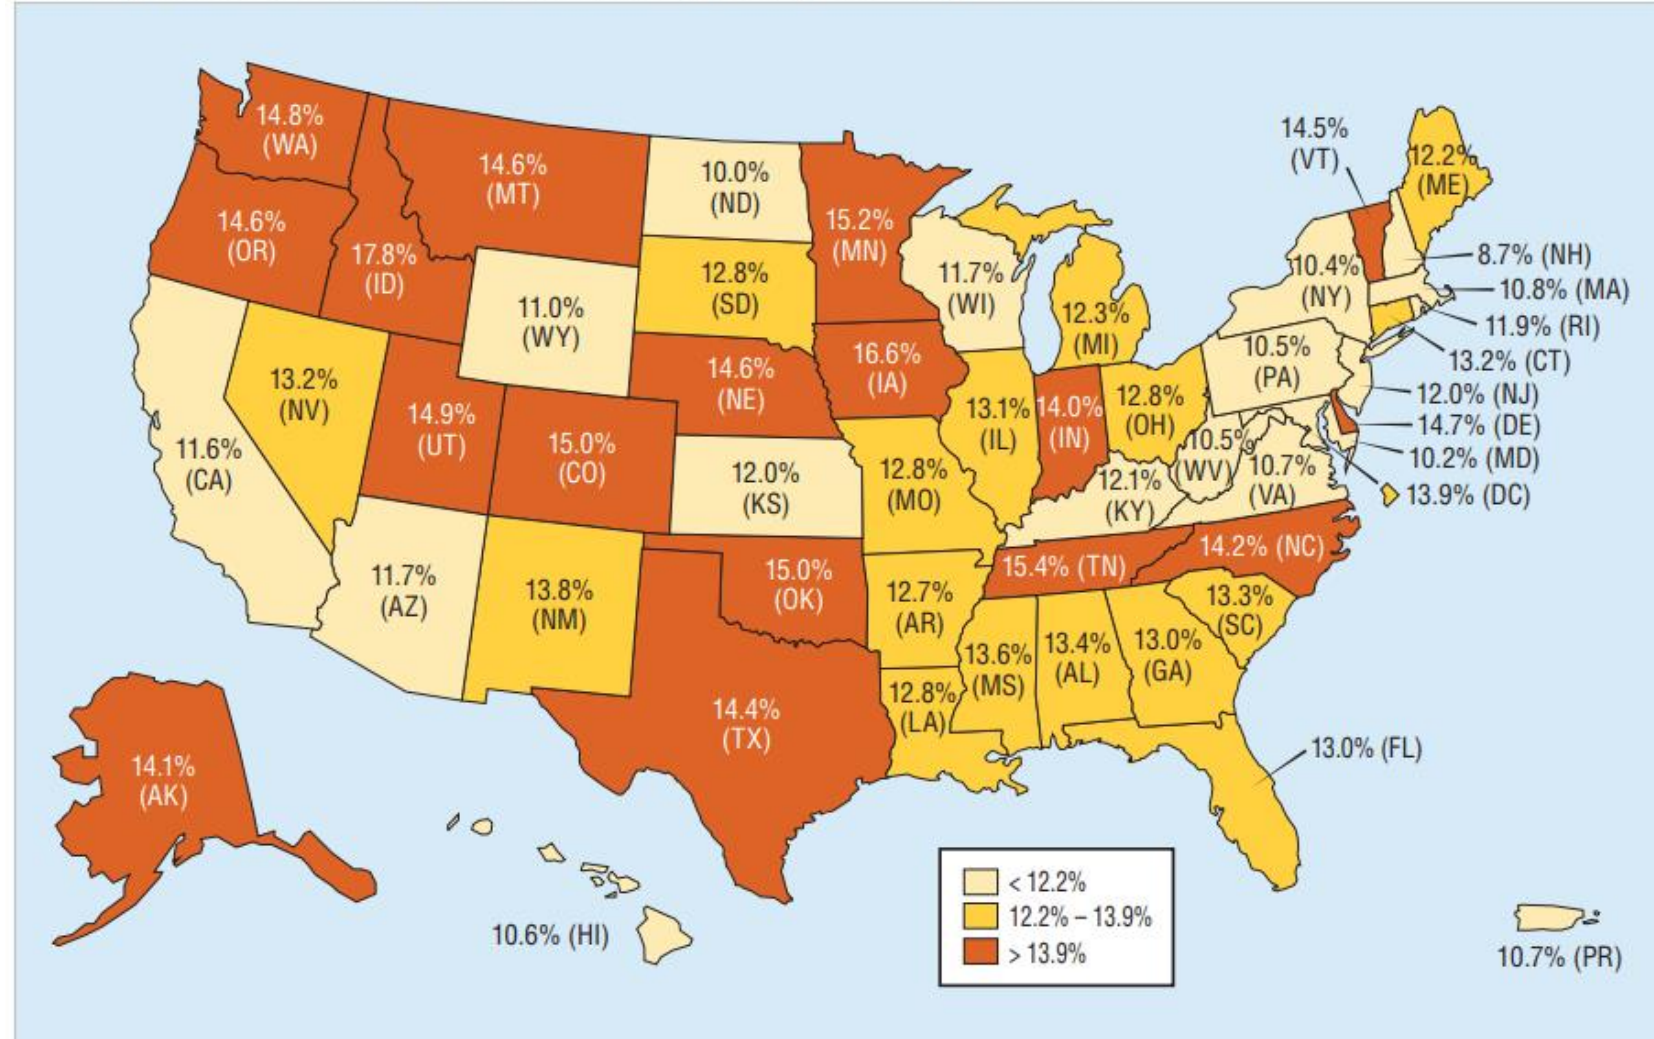 14.8%
(WA)
14.6%
(OR)
17.8%
(ID)
14.6%
(MT)
10.0%
(ND)
15.2%
(MN)
12.8%
(SD)
11.0%
(WY)
11.7%
(WI)
12.3%
(MI)
14.5%
(VT)
12.2%
(ME)
8.7% (NH)
10.4%
(NY)
10.8% (MA)
11.9% (RI)
13.2% (CT)
10.5%
(PA)
12.0% (NJ)
14.7% (DE)
10.2% (MD)
13.9% (DC)
11.6%
(CA)
13.2%
(NV)
14.9%
(UT)
15.0%
(CO)
14.6%
(NE)
16.6%
(IA)
12.0%
(KS)
12.8%
(MO)
13.1%
(IL)
14.0%
(IN)
12.8%
(OH)
10.5%
(WV)
10.7%
(VA)
12.1%
(KY)
15.4% (TN)
14.2% (NC)
11.7%
(AZ)
13.8%
(NM)
15.0%
(OK)
12.7%
(AR)
13.3%
(SC)
13.6%
(MS)
13.4%
(AL)
13.0%
(GA)
12.8%
(LA)
14.4%
(TX)
13.0% (FL)
14.1%
(AK)
10.6% (HI)
< 12.2%
12.2% – 13.9%
> 13.9%
10.7% (PR)